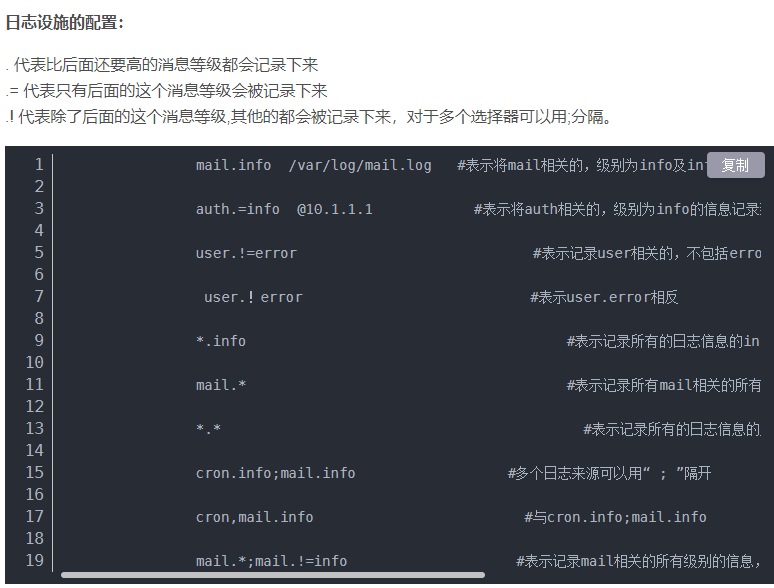 日志设施的配置：
. 代表比后面还要高的消息等级都会记录下来
.= 代表只有后面的这个消息等级会被记录下来
.! 代表除了后面的这个消息等级,其他的都会被记录下来，对于多个选择器可以用;分隔。
复制
1 mail.info /var/log/mail.log #表示将mail相关的，级别为info及inf
2
3 auth.=info @10.1.1.1 #表示将auth相关的，级别为info的信息记录
4
5 user.!=error #表示记录user相关的，不包括erro
6
7 user.！error #表示user.error相反
8
9 *.info #表示记录所有的日志信息的in
10
11 mail.* #表示记录所有mail相关的所有
12
13 *.* #表示记录所有的日志信息的
14
15 cron.info;mail.info #多个日志来源可以用“ ; ”隔开
16
17 cron,mail.info #与cron.info;mail.info
18
19 mail.*;mail.!=info #表示记录mail相关的所有级别的信息，